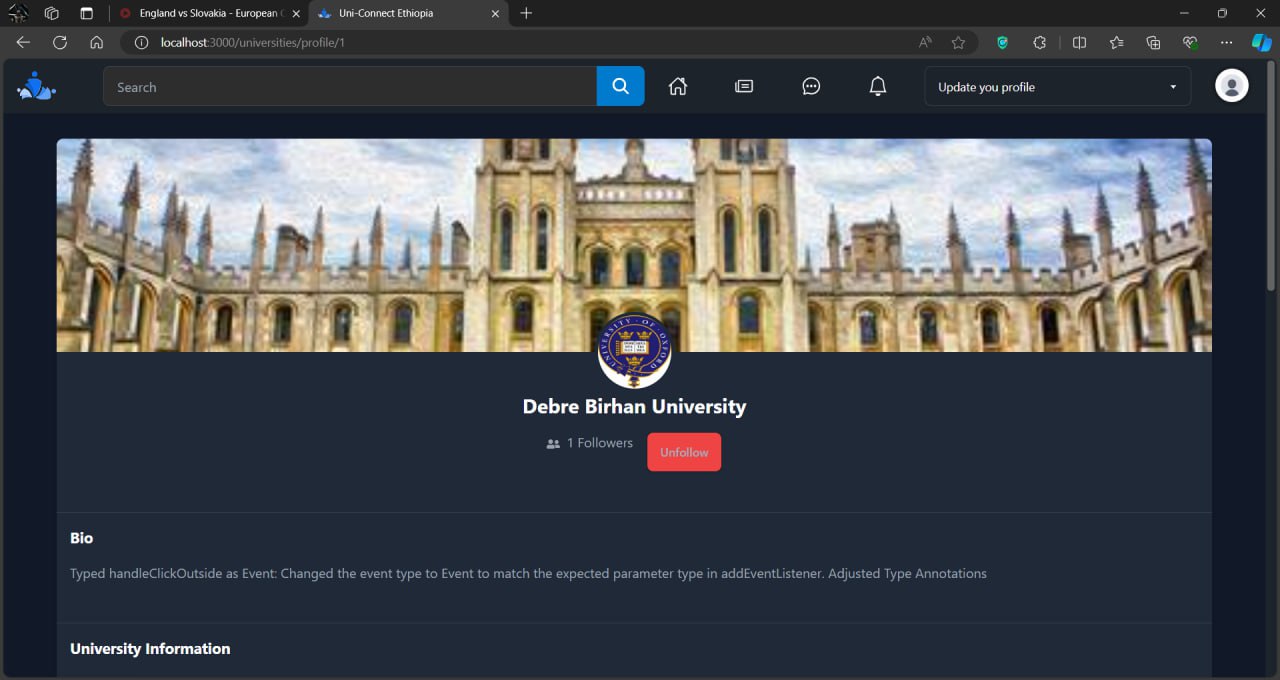 England vs Slovakia - European C
Uni-Connect Ethiopia
localhost:3000/universities/profile/1
Search
Update you profile
UNIVERSITY · OF · OXFORD
Debre Birhan University
1 Followers
Unfollow
Bio
Typed handleClickOutside as Event: Changed the event type to Event to match the expected parameter type in addEventListener. Adjusted Type Annotations
University Information